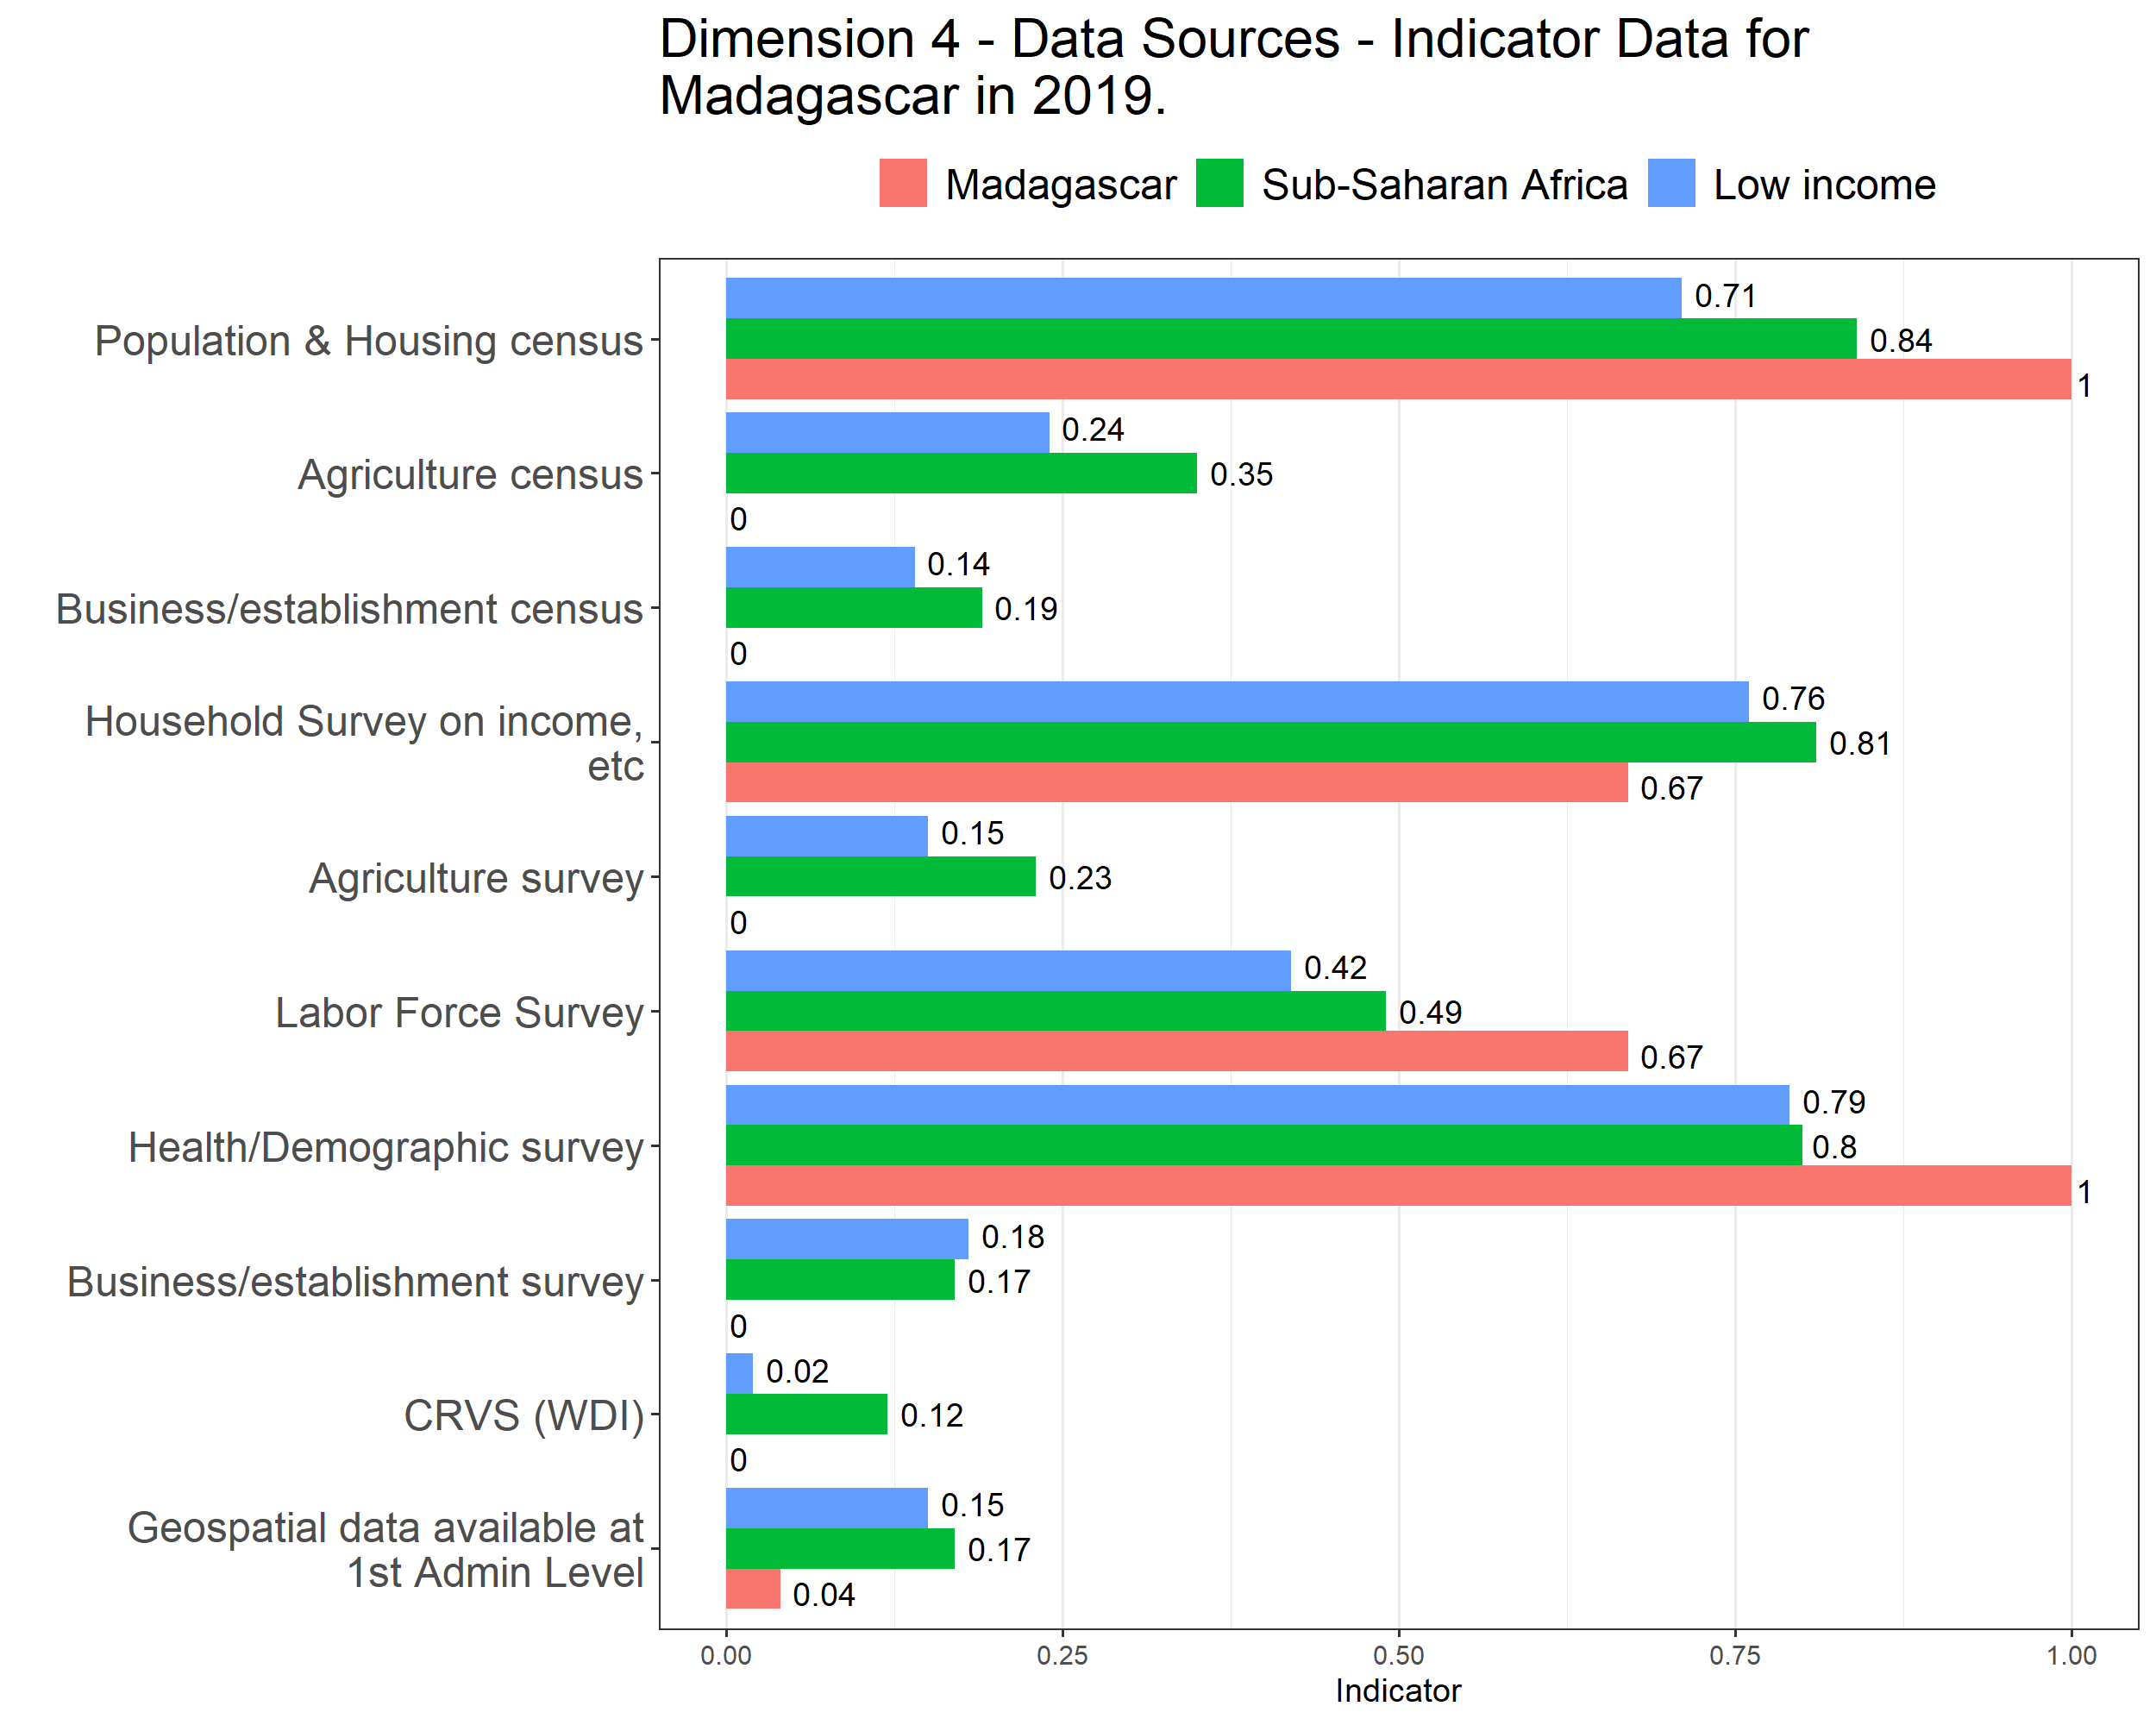 Dimension 4 - Data Sources - Indicator Data for
Madagascar in 2019.
Madagascar
Sub-Saharan Africa
Low income
Population & Housing census
0.71
0.84
1
Agriculture census
0.24
0.35
0
Business/establishment census
0.14
0.19
0
Household Survey on income,
etc
0.76
0.81
0.67
Agriculture survey
0.15
0.23
0
Labor Force Survey
0.42
0.49
0.67
Health/Demographic survey
0.79
0.8
1
Business/establishment survey
0.18
0.17
0
CRVS (WDI)
0.02
0.12
0
Geospatial data available at
1st Admin Level
0.15
0.17
0.04
0.00 0.25 0.50 0.75 1.00
Indicator